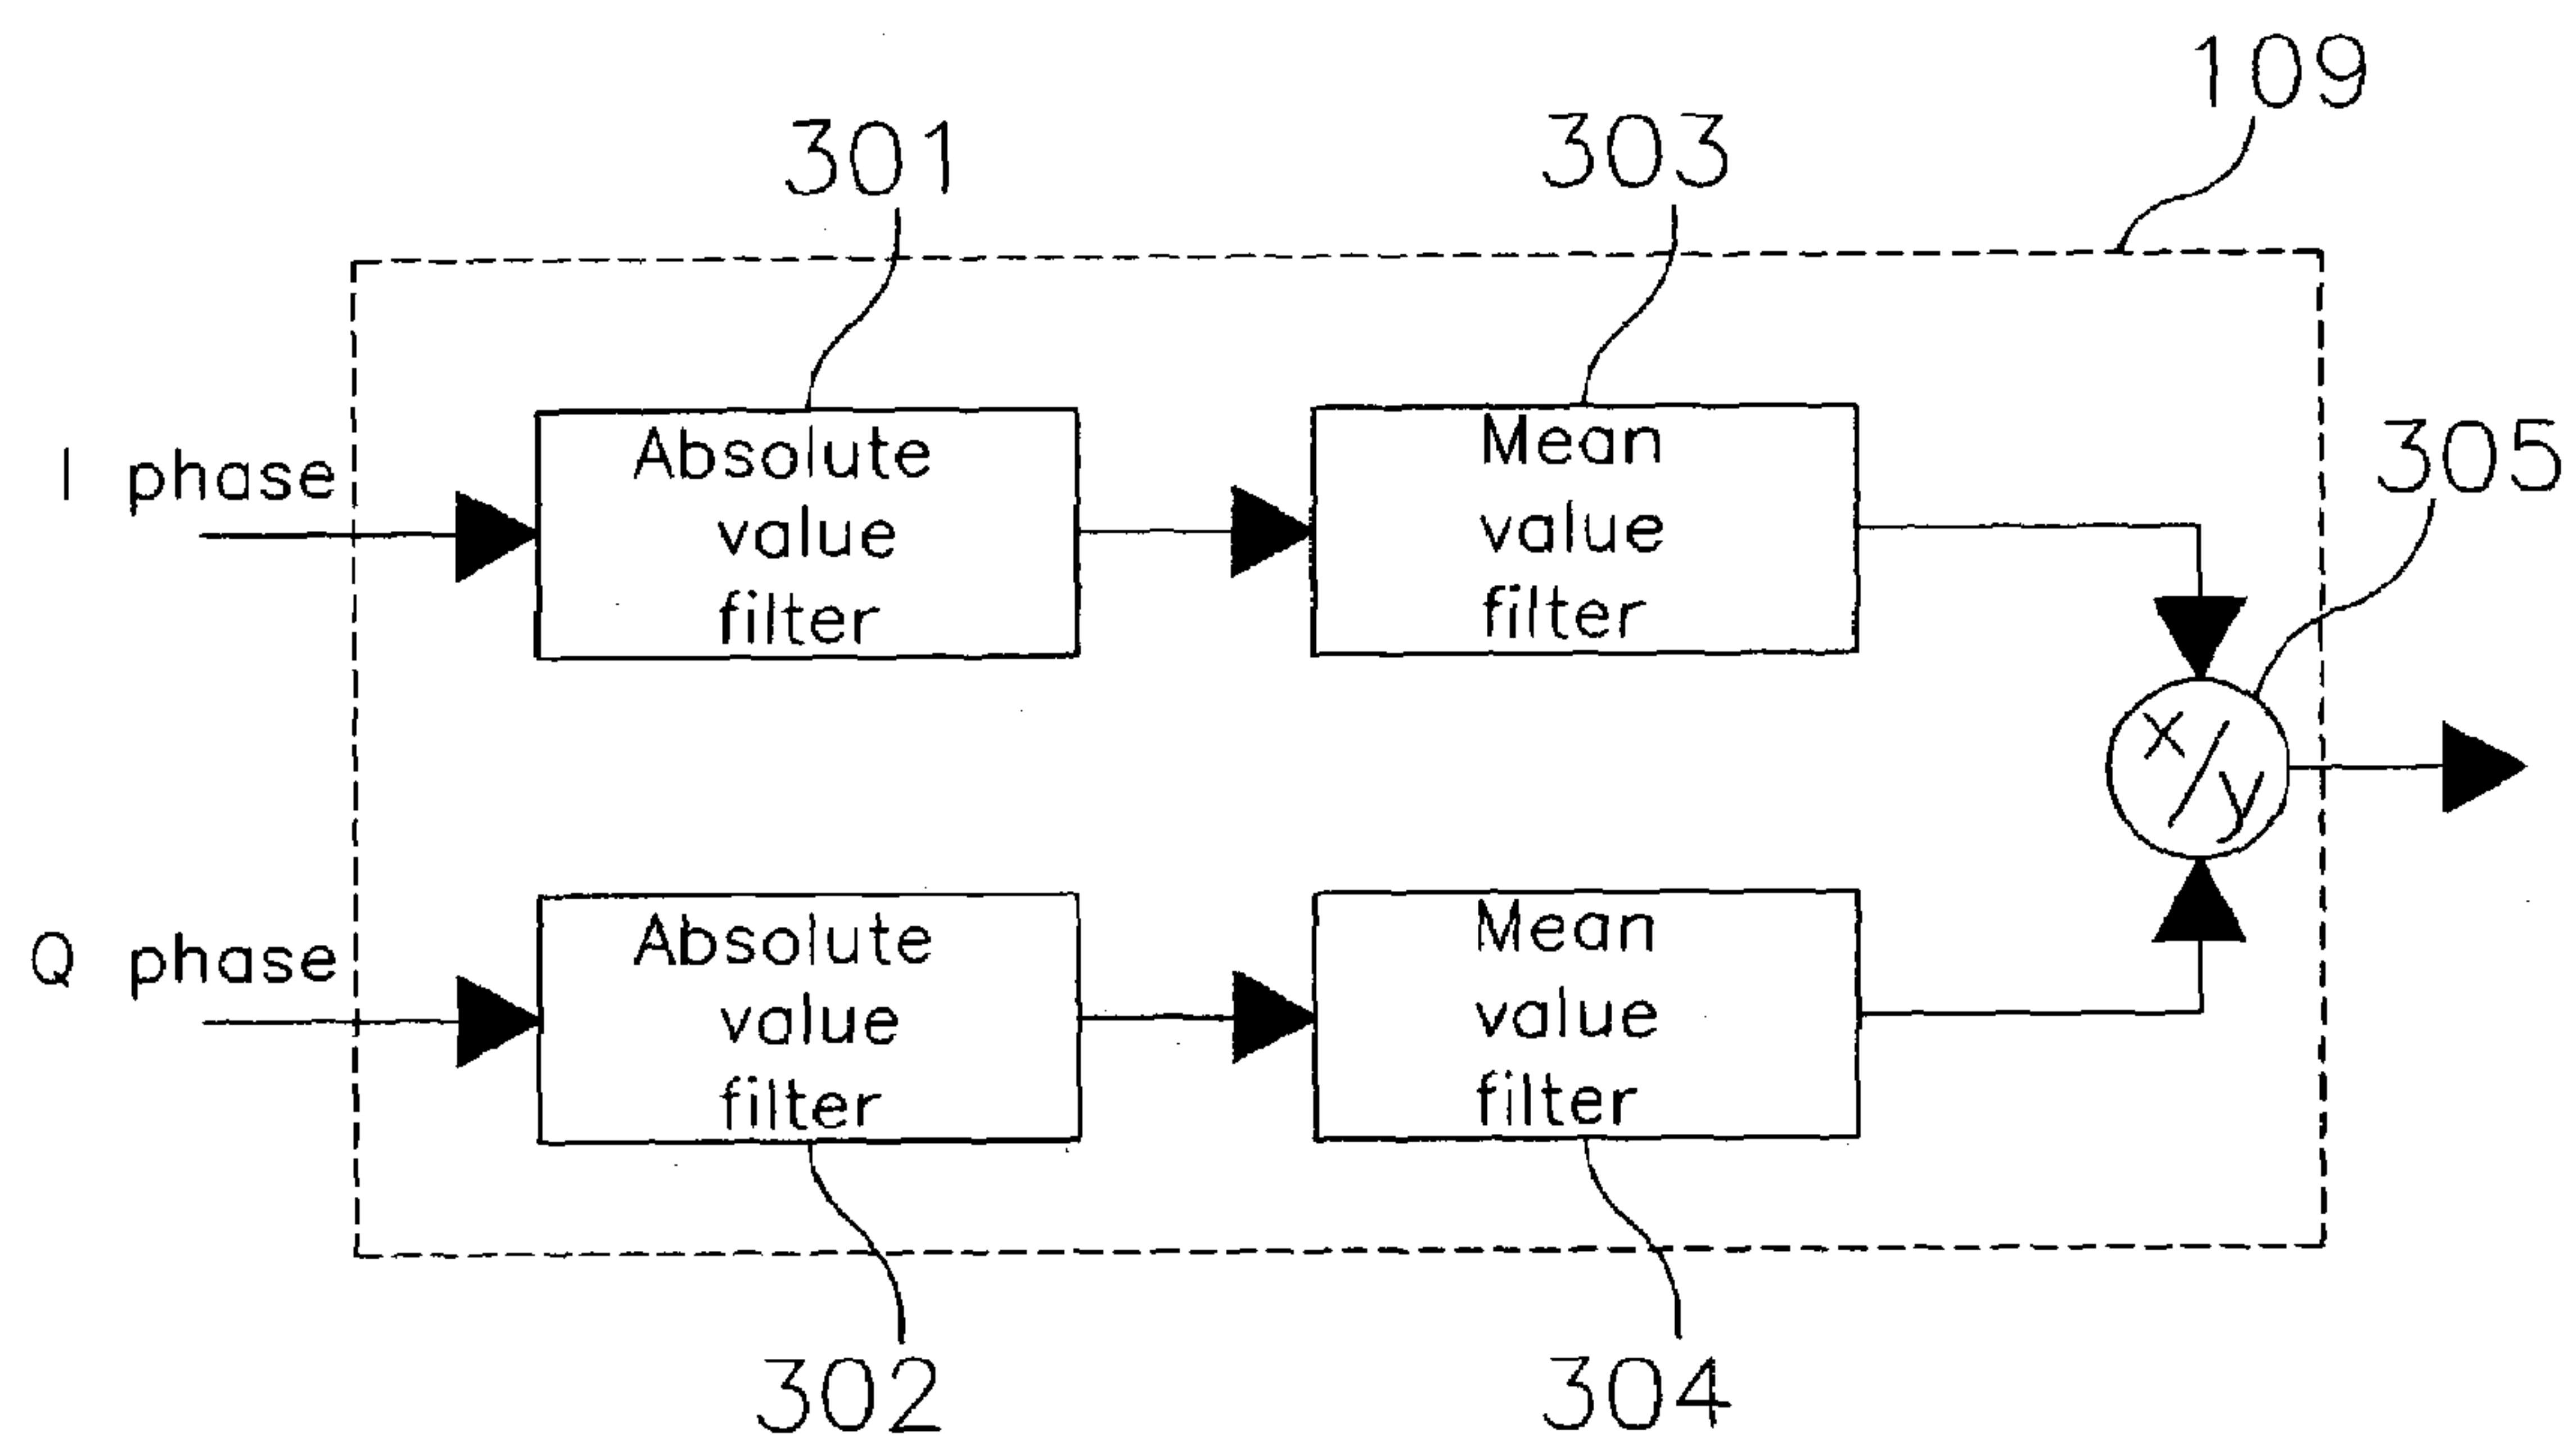 109
301
303
305
I phase
Absolute
value
filter
Mean
value
filter
x/y
Q phase
Absolute
value
filter
Mean
value
filter
302
304